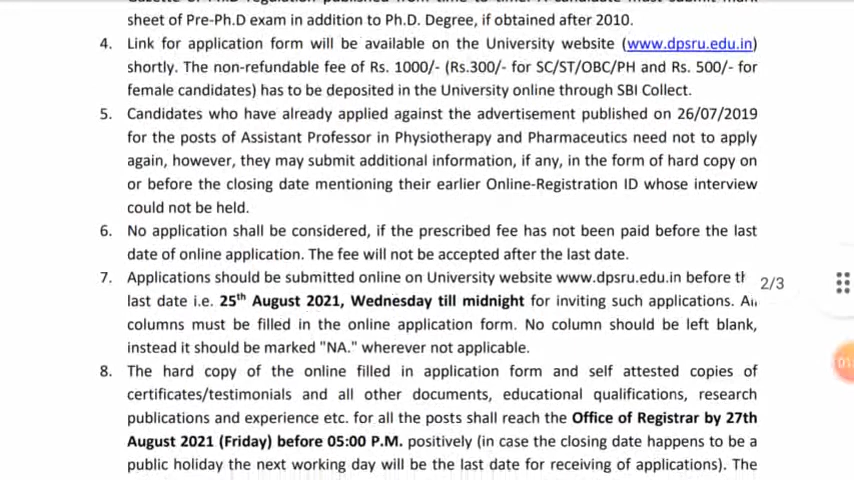 sheet of Pre-Ph.D exam in addition to Ph.D. Degree, if obtained after 2010.
4. Link for application form will be available on the University website (www.dpsru.edu.in)
shortly. The non-refundable fee of Rs. 1000/- (Rs.300/- for SC/ST/OBC/PH and Rs. 500/- for
female candidates) has to be deposited in the University online through SBI Collect.
5. Candidates who have already applied against the advertisement published on 26/07/2019
for the posts of Assistant Professor in Physiotherapy and Pharmaceutics need not to apply
again, however, they may submit additional information, if any, in the form of hard copy on
or before the closing date mentioning their earlier Online-Registration ID whose interview
could not be held.
6. No application shall be considered, if the prescribed fee has not been paid before the last
date of online application. The fee will not be accepted after the last date.
7. Applications should be submitted online on University website www.dpsru.edu.in before
2/3
last date i.e. 25th August 2021, Wednesday till midnight for inviting such applications.
columns must be filled in the online application form. No column should be left blank,
instead it should be marked "NA." wherever not applicable.
8. The hard copy of the online filled in application form and self attested copies of
certificates/testimonials and all other documents, educational qualifications, research
publications and experience etc. for all the posts shall reach the Office of Registrar by 27th
August 2021 (Friday) before 05:00 P.M. positively (in case the closing date happens to be a
public holiday the next working day will be the last date for receiving of applications). The